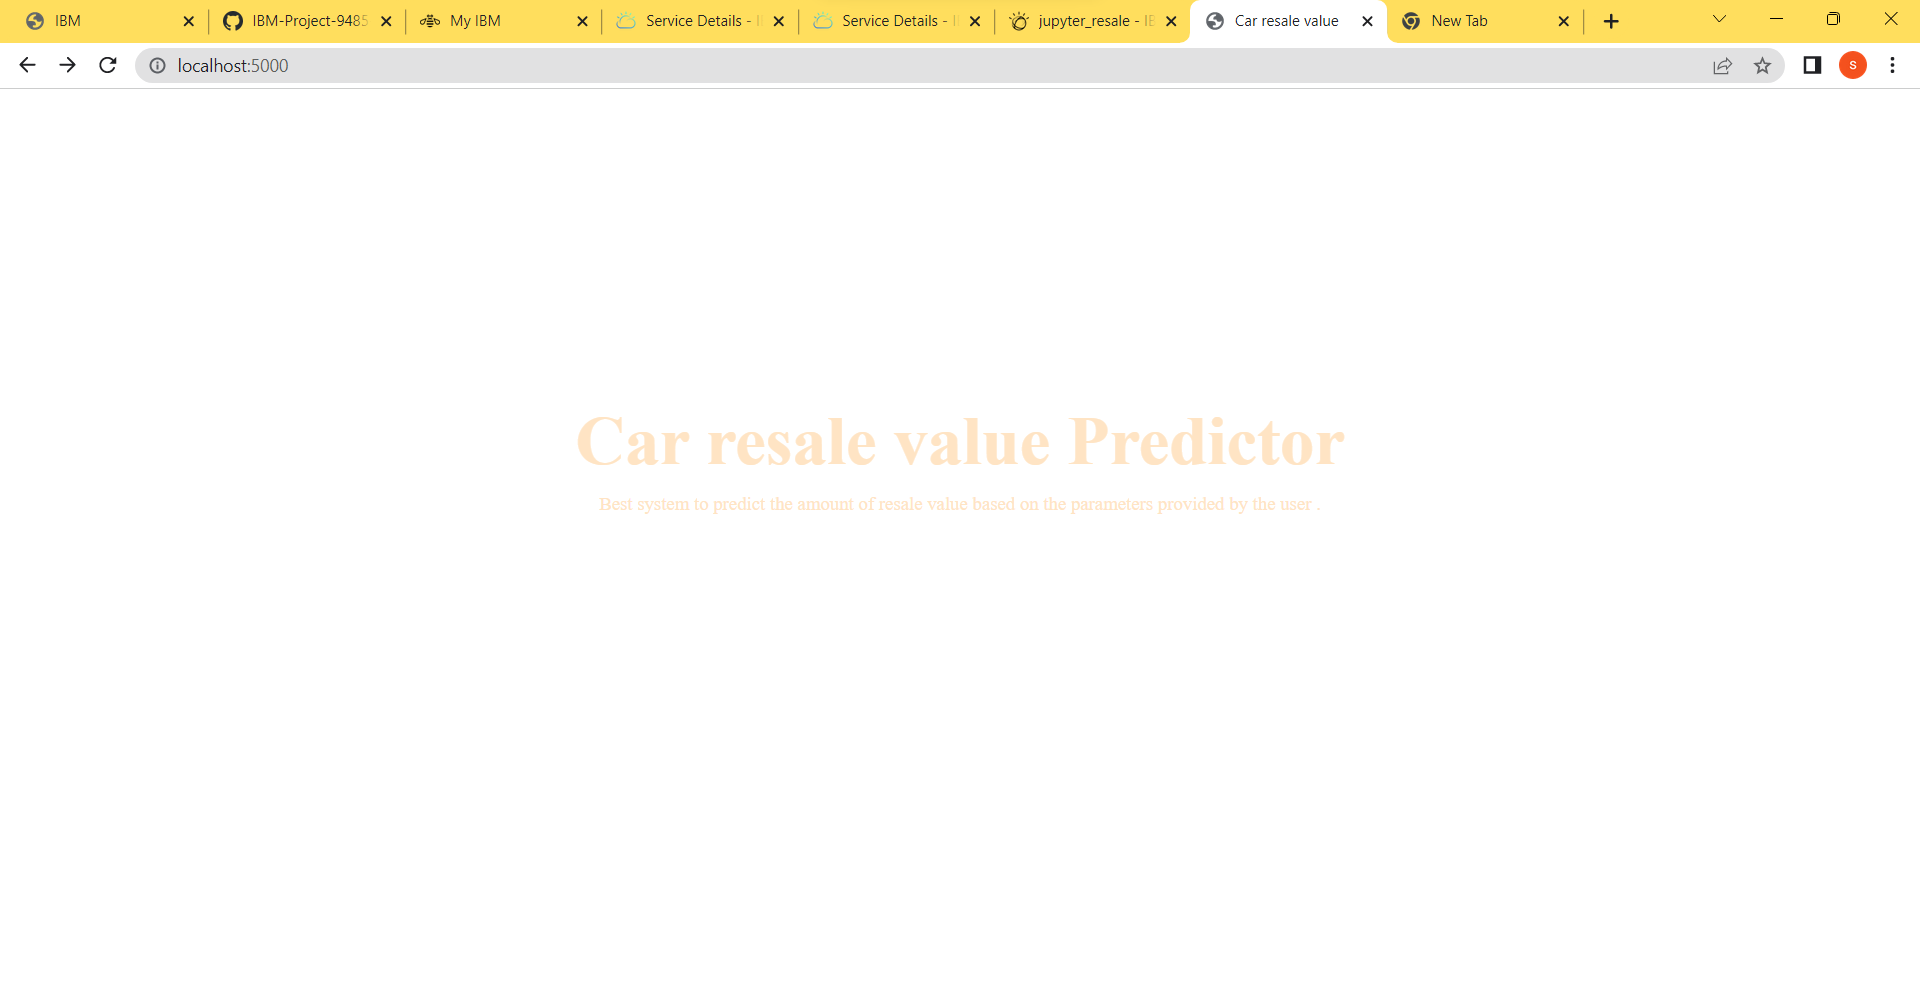 IBM
IBM-Project-9485
My IBM
Service Details -
Service Details -
jupyter_resale -
Car resale value
New Tab
localhost:5000
s
Car resale value Predictor
Best system to predict the amount of resale value based on the parameters provided by the user .